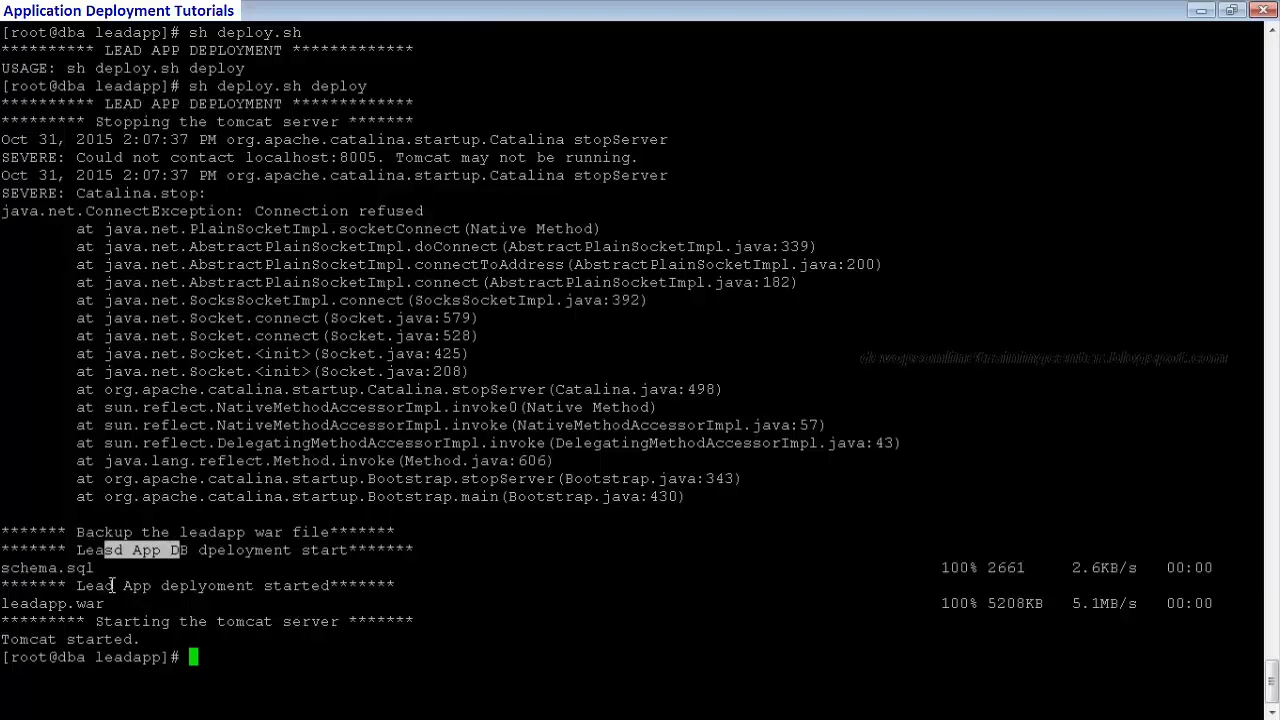 Application Deployment Tutorials
[root@dba leadapp]# sh deploy.sh
********** LEAD APP DEPLOYMENT *************
USAGE: sh deploy.sh deploy
[root@dba leadapp]# sh deploy.sh deploy
********** LEAD APP DEPLOYMENT *************
********* Stopping the tomcat server *******
Oct 31, 2015 2:07:37 PM org.apache.catalina.startup.Catalina stopServer
SEVERE: Could not contact localhost:8005. Tomcat may not be running.
Oct 31, 2015 2:07:37 PM org.apache.catalina.startup.Catalina stopServer
SEVERE: Catalina.stop:
java.net.ConnectException: Connection refused
at java.net.PlainSocketImpl.socketConnect(Native Method)
at java.net.AbstractPlainSocketImpl.doConnect(AbstractPlainSocketImpl.java:339)
at java.net.AbstractPlainSocketImpl.connectToAddress(AbstractPlainSocketImpl.java:200)
at java.net.AbstractPlainSocketImpl.connect(AbstractPlainSocketImpl.java:182)
at java.net.SocksSocketImpl.connect(SocksSocketImpl.java:392)
at java.net.Socket.connect(Socket.java:579)
at java.net.Socket.connect(Socket.java:528)
at java.net.Socket.<init>(Socket.java:425)
at java.net.Socket.<init>(Socket.java:208)
at org.apache.catalina.startup.Catalina.stopServer(Catalina.java:498)
at sun.reflect.NativeMethodAccessorImpl.invoke0(Native Method)
at sun.reflect.NativeMethodAccessorImpl.invoke(NativeMethodAccessorImpl.java:57)
at sun.reflect.DelegatingMethodAccessorImpl.invoke(DelegatingMethodAccessorImpl.java:43)
at java.lang.reflect.Method.invoke(Method.java:606)
at org.apache.catalina.startup.Bootstrap.stopServer(Bootstrap.java:343)
at org.apache.catalina.startup.Bootstrap.main(Bootstrap.java:430)
******* Backup the leadapp war file*******
******* Leasd App DB dpeloyment start*******
schema.sql 100% 2661 2.6KB/s 00:00
******* Lead App deplyoment started*******
leadapp.war 100% 5208KB 5.1MB/s 00:00
********* Starting the tomcat server *******
Tomcat started.
[root@dba leadapp]#